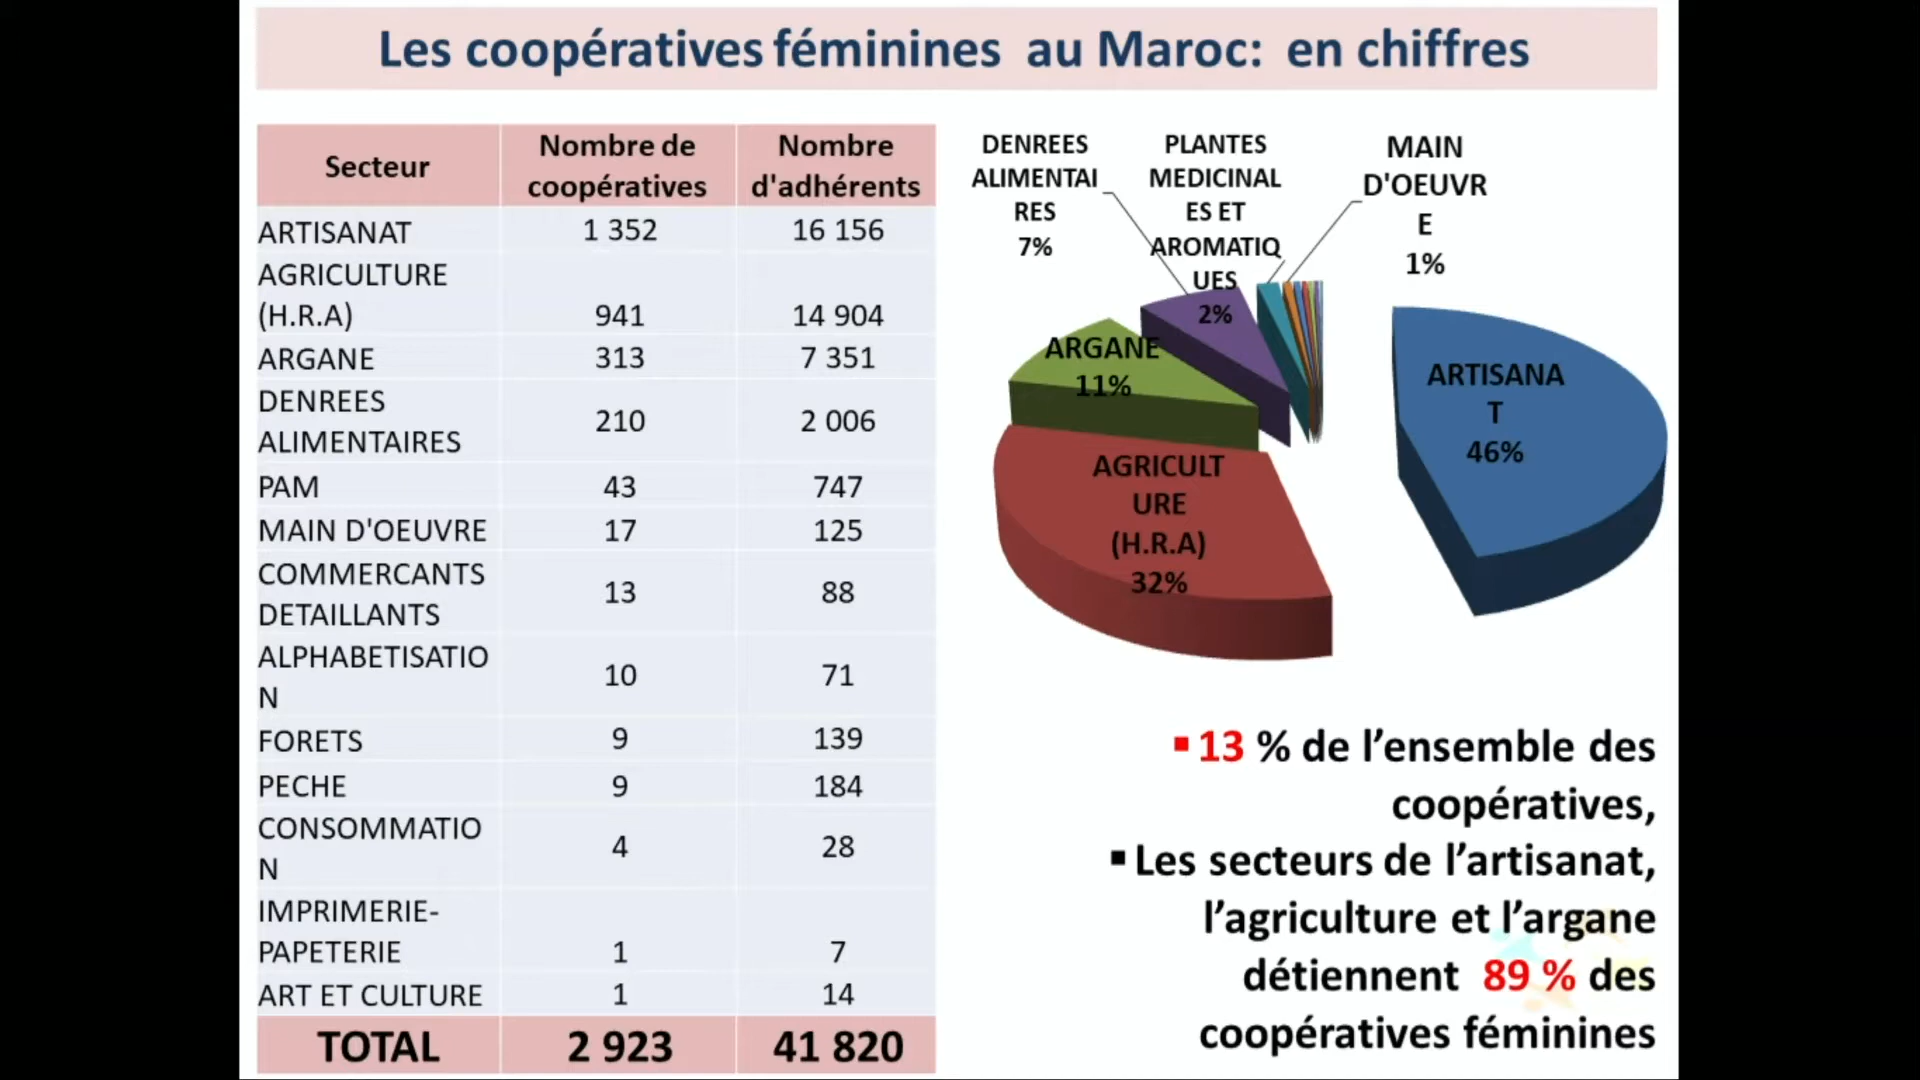 Les coopératives féminines au Maroc: en chiffres
Secteur
Nombre de
coopératives
Nombre
d'adhérents
ARTISANAT 1 352 16 156
AGRICULTURE
(H.R.A) 941 14 904
ARGANE 313 7 351
DENREES
ALIMENTAIRES
210 2 006
PAM 43 747
MAIN D'OEUVRE 17 125
COMMERCANTS
DETAILLANTS
13 88
ALPHABETISATIO
N
10 71
FORETS 9 139
PECHE 9 184
CONSOMMATIO
N
4 28
IMPRIMERIE-
PAPETERIE 1 7
ART ET CULTURE 1 14
TOTAL 2 923 41 820
DENREES
ALIMENTAI
RES
7%
PLANTES
MEDICINAL
ES ET
AROMATIQ
UES
2%
MAIN
D'OEUVR
E
1%
ARGANE
11%
ARTISANA
T
46%
AGRICULT
URE
(H.R.A)
32%
▪13 % de l’ensemble des
coopératives,
▪Les secteurs de l’artisanat,
l’agriculture et l’argane
détiennent 89 % des
coopératives féminines